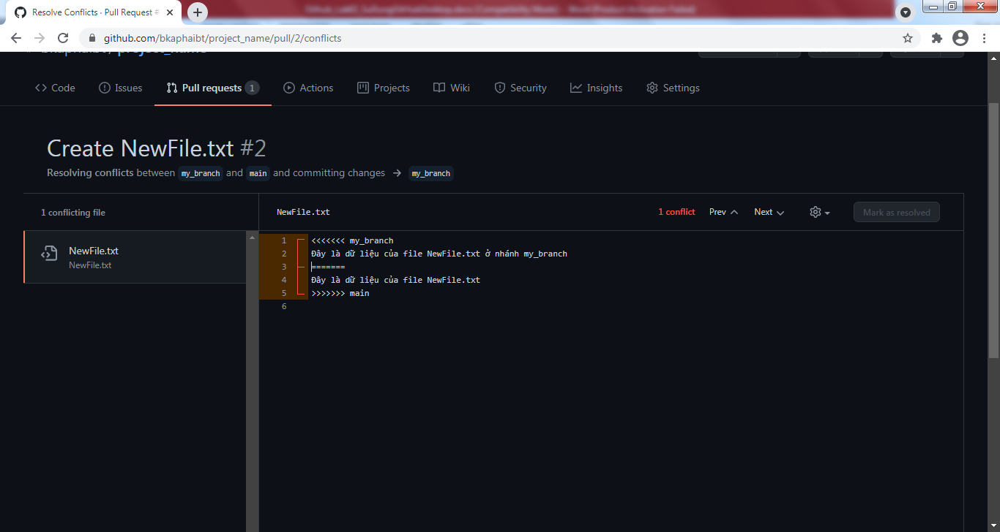 Resolve Conflicts · Pull Request #
github.com/bkaphaibt/project_name/pull/2/conflicts
bkaphaibt/project_name
Code Issues Pull requests 1 Actions Projects Wiki Security Insights Settings
Create NewFile.txt #2
Resolving conflicts between my_branch and main and committing changes → my_branch
1 conflicting file
NewFile.txt
NewFile.txt
NewFile.txt 1 conflict Prev Next Mark as resolved
1 <<<<<<< my_branch
2 Đây là dữ liệu của file NewFile.txt ở nhánh my_branch
3 =======
4 Đây là dữ liệu của file NewFile.txt
5 >>>>>>> main
6